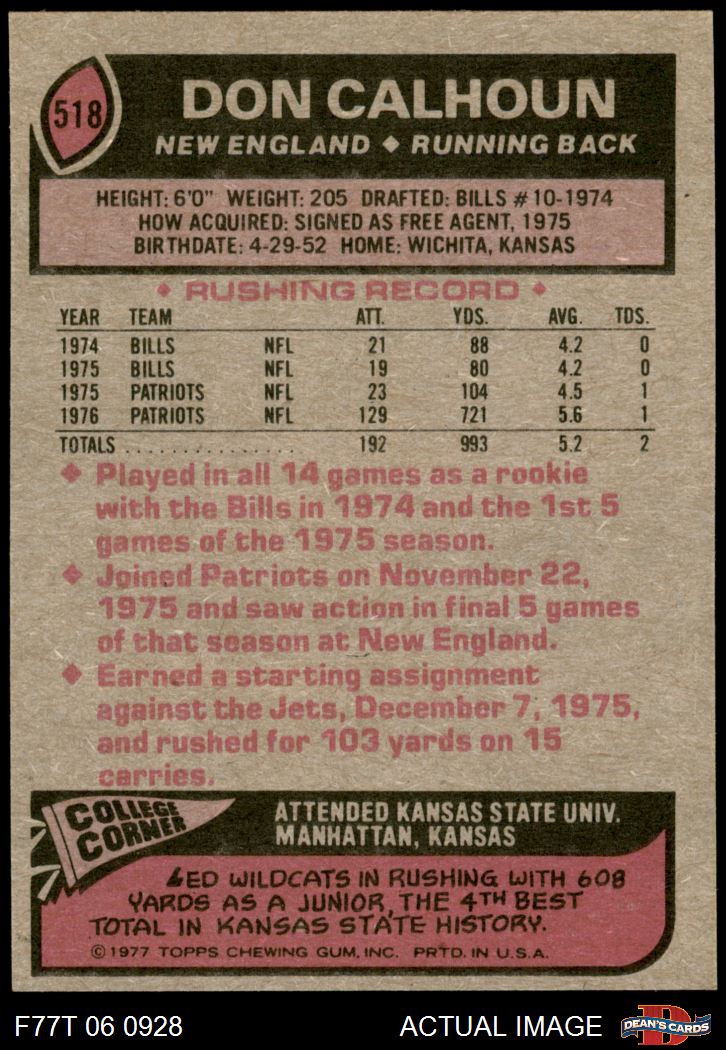 518
DON CALHOUN
NEW ENGLAND ◆ RUNNING BACK
HEIGHT: 6'0" WEIGHT: 205 DRAFTED: BILLS #10-1974
HOW ACQUIRED: SIGNED AS FREE AGENT, 1975
BIRTHDATE: 4-29-52 HOME: WICHITA, KANSAS
◆ RUSHING RECORD ◆
YEAR TEAM ATT. YDS. AVG. TDS.
1974 BILLS NFL 21 88 4.2 0
1975 BILLS NFL 19 80 4.2 0
1975 PATRIOTS NFL 23 104 4.5 1
1976 PATRIOTS NFL 129 721 5.6 1
TOTALS . . . . . . . . . . . . . . . 192 993 5.2 2
◆ Played in all 14 games as a rookie
with the Bills in 1974 and the 1st 5
games of the 1975 season.
◆ Joined Patriots on November 22,
1975 and saw action in final 5 games
of that season at New England.
◆ Earned a starting assignment
against the Jets, December 7, 1975,
and rushed for 103 yards on 15
carries.
COLLEGE
CORNER
ATTENDED KANSAS STATE UNIV.
MANHATTAN, KANSAS
LED WILDCATS IN RUSHING WITH 608
YARDS AS A JUNIOR, THE 4TH BEST
TOTAL IN KANSAS STATE HISTORY.
©1977 TOPPS CHEWING GUM, INC. PRTD. IN U.S.A.
F77T 06 0928
ACTUAL IMAGE
D
DEAN'S CARDS